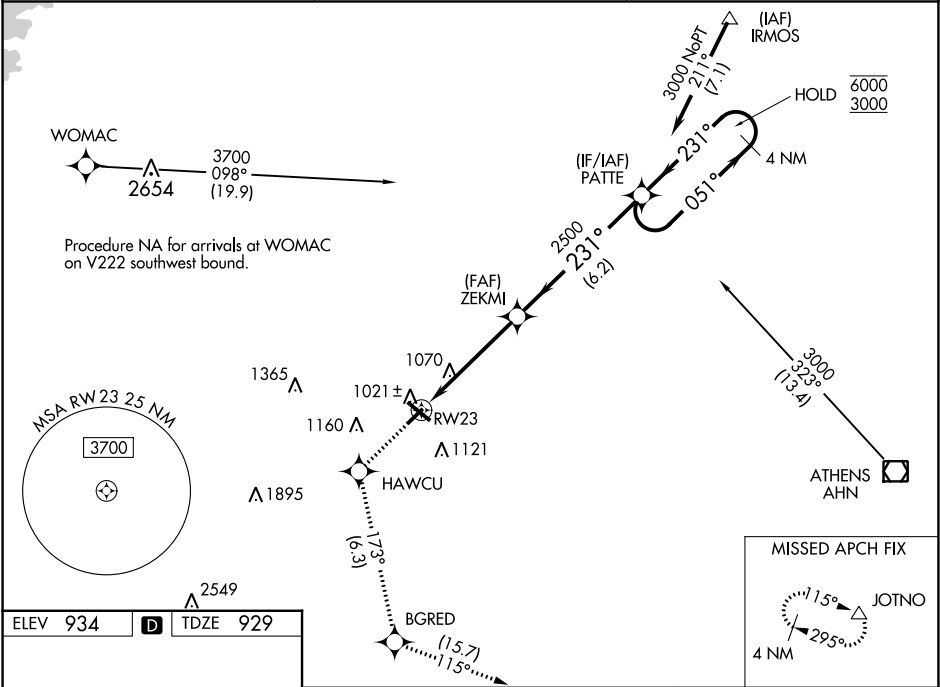 (IAF)
IRMOS
3000 NoPT
211°
(7.1)
HOLD
6000
3000
231°
4 NM
051°
WOMAC
3700
098°
(19.9)
2654
(IF/IAF)
PATTE
Procedure NA for arrivals at WOMAC
on V222 southwest bound.
2500
231°
(6.2)
(FAF)
ZEKMI
3000
323°
(13.4)
1070
1365
1021 ±
MSA RW23 25 NM
3700
RW23
1160
1121
HAWCU
ATHENS
AHN
1895
173°
(6.3)
MISSED APCH FIX
115°
JOTNO
295°
4 NM
2549
BGRED
(15.7)
115°
ELEV 934 D TDZE 929